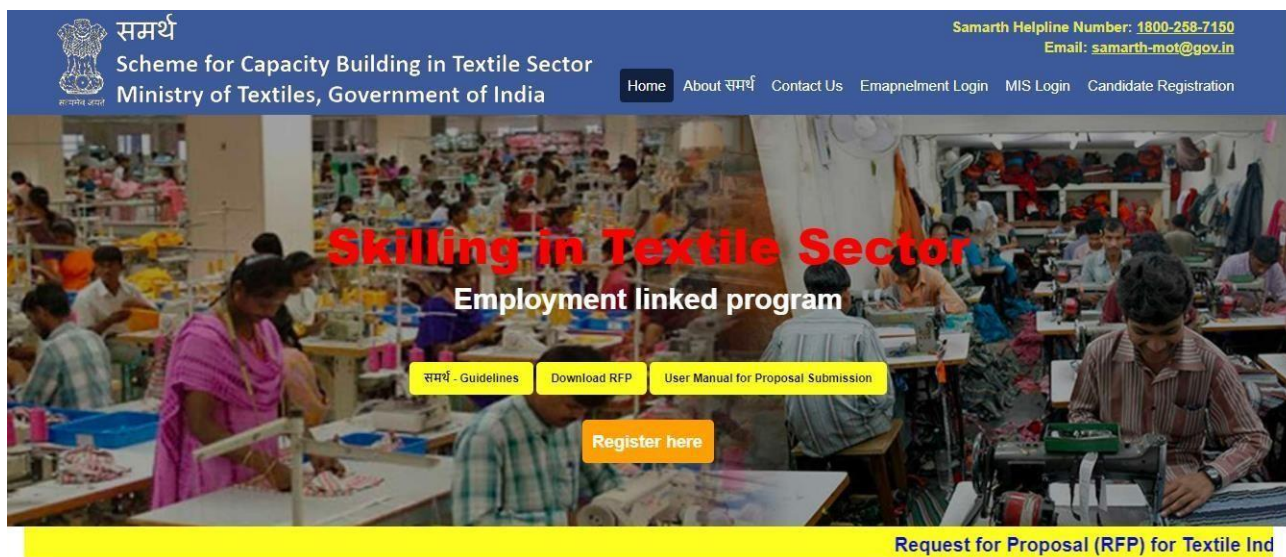 समर्थ
Scheme for Capacity Building in Textile Sector
Ministry of Textiles, Government of India
सत्यमेव जयते
Samarth Helpline Number: 1800-258-7150
Email: samarth-mot@gov.in
Home About समर्थ Contact Us Emapnelment Login MIS Login Candidate Registration
Skilling in Textile Sector
Employment linked program
समर्थ - Guidelines Download RFP User Manual for Proposal Submission
Register here
Request for Proposal (RFP) for Textile Ind